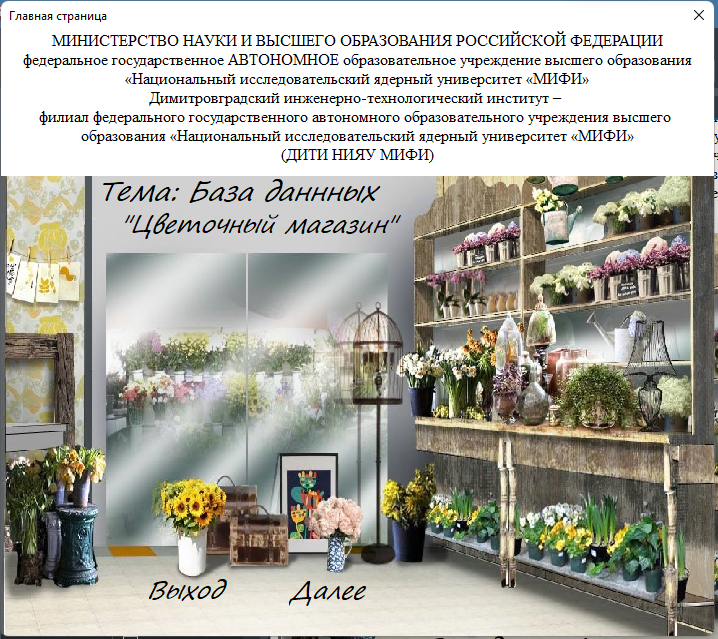 Главная страница
МИНИСТЕРСТВО НАУКИ И ВЫСШЕГО ОБРАЗОВАНИЯ РОССИЙСКОЙ ФЕДЕРАЦИИ
федеральное государственное АВТОНОМНОЕ образовательное учреждение высшего образования
«Национальный исследовательский ядерный университет «МИФИ»
Димитровградский инженерно-технологический институт –
филиал федерального государственного автономного образовательного учреждения высшего
образования «Национальный исследовательский ядерный университет «МИФИ»
(ДИТИ НИЯУ МИФИ)
Тема: База даннных
"Цветочный магазин"
Выход
Далее